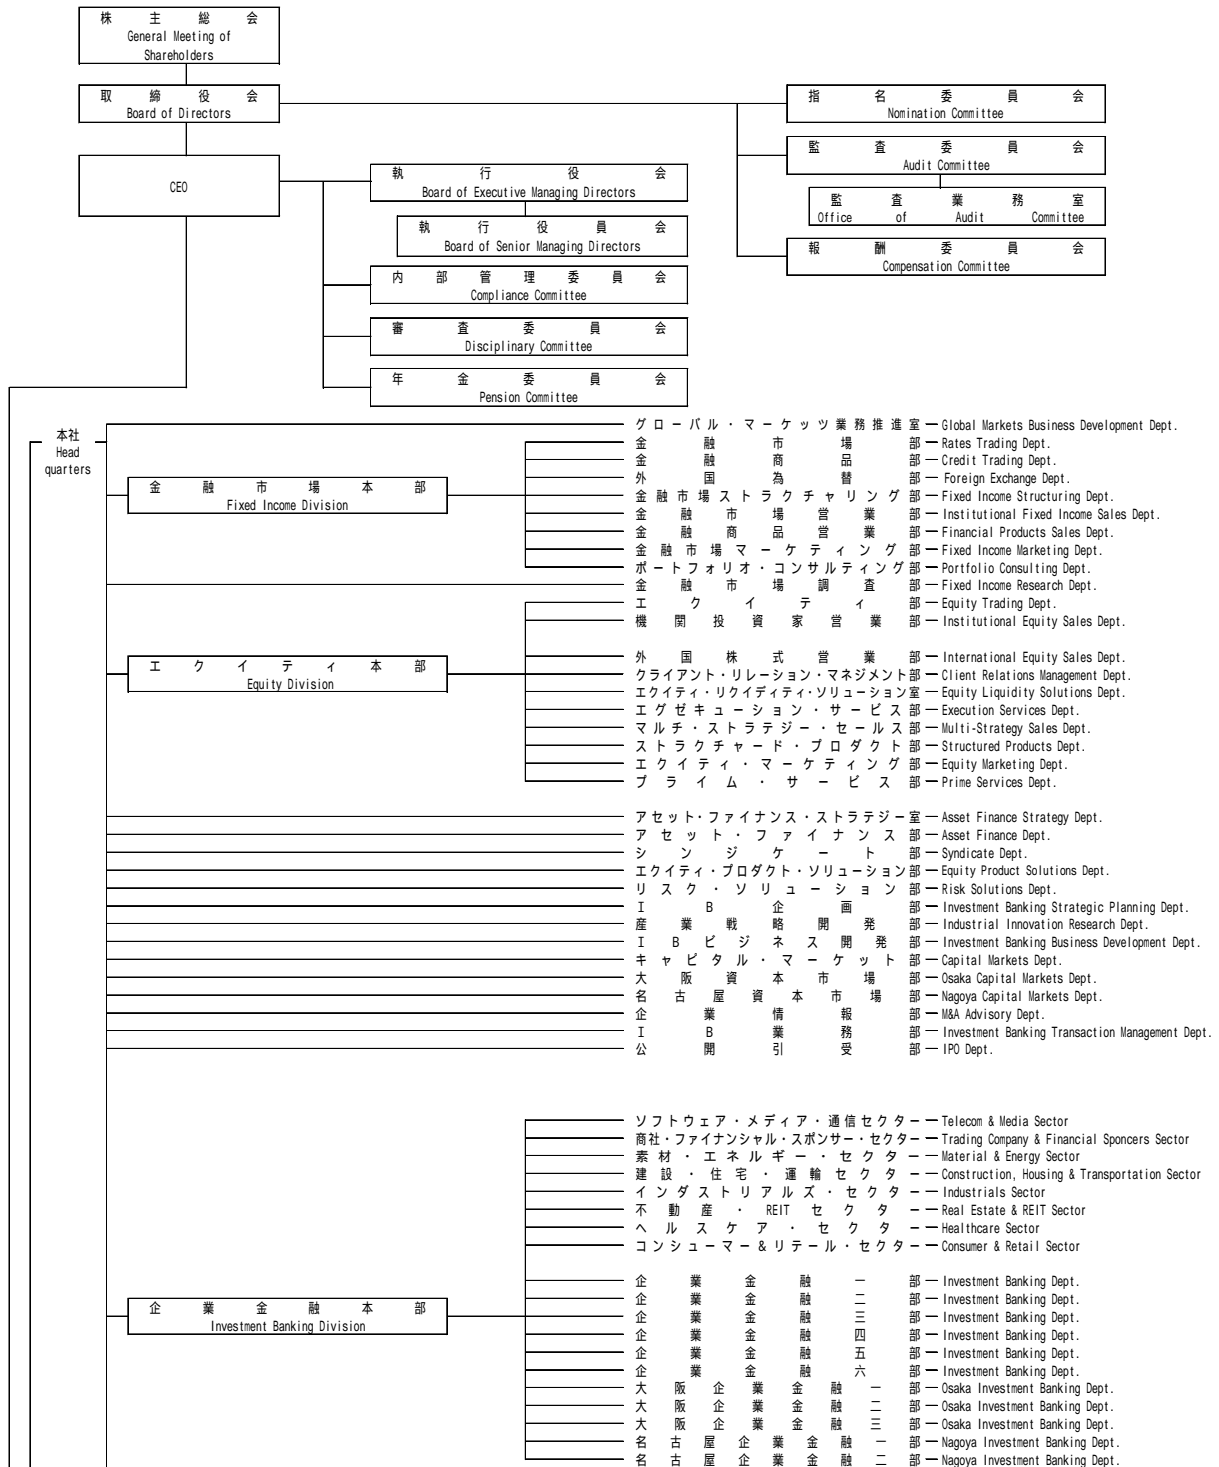 株主総会
General Meeting of
Shareholders
取締役会
Board of Directors
指名委員会
Nomination Committee
監査委員会
Audit Committee
監査業務室
Office of Audit Committee
報酬委員会
Compensation Committee
CEO
執行役会
Board of Executive Managing Directors
執行役員会
Board of Senior Managing Directors
内部管理委員会
Compliance Committee
審査委員会
Disciplinary Committee
年金委員会
Pension Committee
本社
Head
quarters
グローバル・マーケッツ業務推進室 Global Markets Business Development Dept.
金融市場部 Rates Trading Dept.
金融商品部 Credit Trading Dept.
外国為替部 Foreign Exchange Dept.
金融市場本部
Fixed Income Division
金融市場ストラクチャリング部 Fixed Income Structuring Dept.
金融市場営業部 Institutional Fixed Income Sales Dept.
金融商品営業部 Financial Products Sales Dept.
金融市場マーケティング部 Fixed Income Marketing Dept.
ポートフォリオ・コンサルティング部 Portfolio Consulting Dept.
金融市場調査部 Fixed Income Research Dept.
エクイティ部 Equity Trading Dept.
機関投資家営業部 Institutional Equity Sales Dept.
エクイティ本部
Equity Division
外国株式営業部 International Equity Sales Dept.
クライアント・リレーション・マネジメント部 Client Relations Management Dept.
エクイティ・リクイディティ・ソリューション室 Equity Liquidity Solutions Dept.
エグゼキューション・サービス部 Execution Services Dept.
マルチ・ストラテジー・セールス部 Multi-Strategy Sales Dept.
ストラクチャード・プロダクト部 Structured Products Dept.
エクイティ・マーケティング部 Equity Marketing Dept.
プライム・サービス部 Prime Services Dept.
アセット・ファイナンス・ストラテジー室 Asset Finance Strategy Dept.
アセット・ファイナンス部 Asset Finance Dept.
シンジケート部 Syndicate Dept.
エクイティ・プロダクト・ソリューション部 Equity Product Solutions Dept.
リスク・ソリューション部 Risk Solutions Dept.
IB企画部 Investment Banking Strategic Planning Dept.
産業戦略開発部 Industrial Innovation Research Dept.
IBビジネス開発部 Investment Banking Business Development Dept.
キャピタル・マーケット部 Capital Markets Dept.
大阪資本市場部 Osaka Capital Markets Dept.
名古屋資本市場部 Nagoya Capital Markets Dept.
企業情報部 M&A Advisory Dept.
IB業務部 Investment Banking Transaction Management Dept.
公開引受部 IPO Dept.
ソフトウェア・メディア・通信セクター Telecom & Media Sector
商社・ファイナンシャル・スポンサー・セクター Trading Company & Financial Sponcers Sector
素材・エネルギー・セクター Material & Energy Sector
建設・住宅・運輸セクター Construction, Housing & Transportation Sector
インダストリアルズ・セクター Industrials Sector
不動産・REITセクター Real Estate & REIT Sector
ヘルスケア・セクター Healthcare Sector
コンシューマー&リテール・セクター Consumer & Retail Sector
企業金融本部
Investment Banking Division
企業金融一部 Investment Banking Dept.
企業金融二部 Investment Banking Dept.
企業金融三部 Investment Banking Dept.
企業金融四部 Investment Banking Dept.
企業金融五部 Investment Banking Dept.
企業金融六部 Investment Banking Dept.
大阪企業金融一部 Osaka Investment Banking Dept.
大阪企業金融二部 Osaka Investment Banking Dept.
大阪企業金融三部 Osaka Investment Banking Dept.
名古屋企業金融一部 Nagoya Investment Banking Dept.
名古屋企業金融二部 Nagoya Investment Banking Dept.